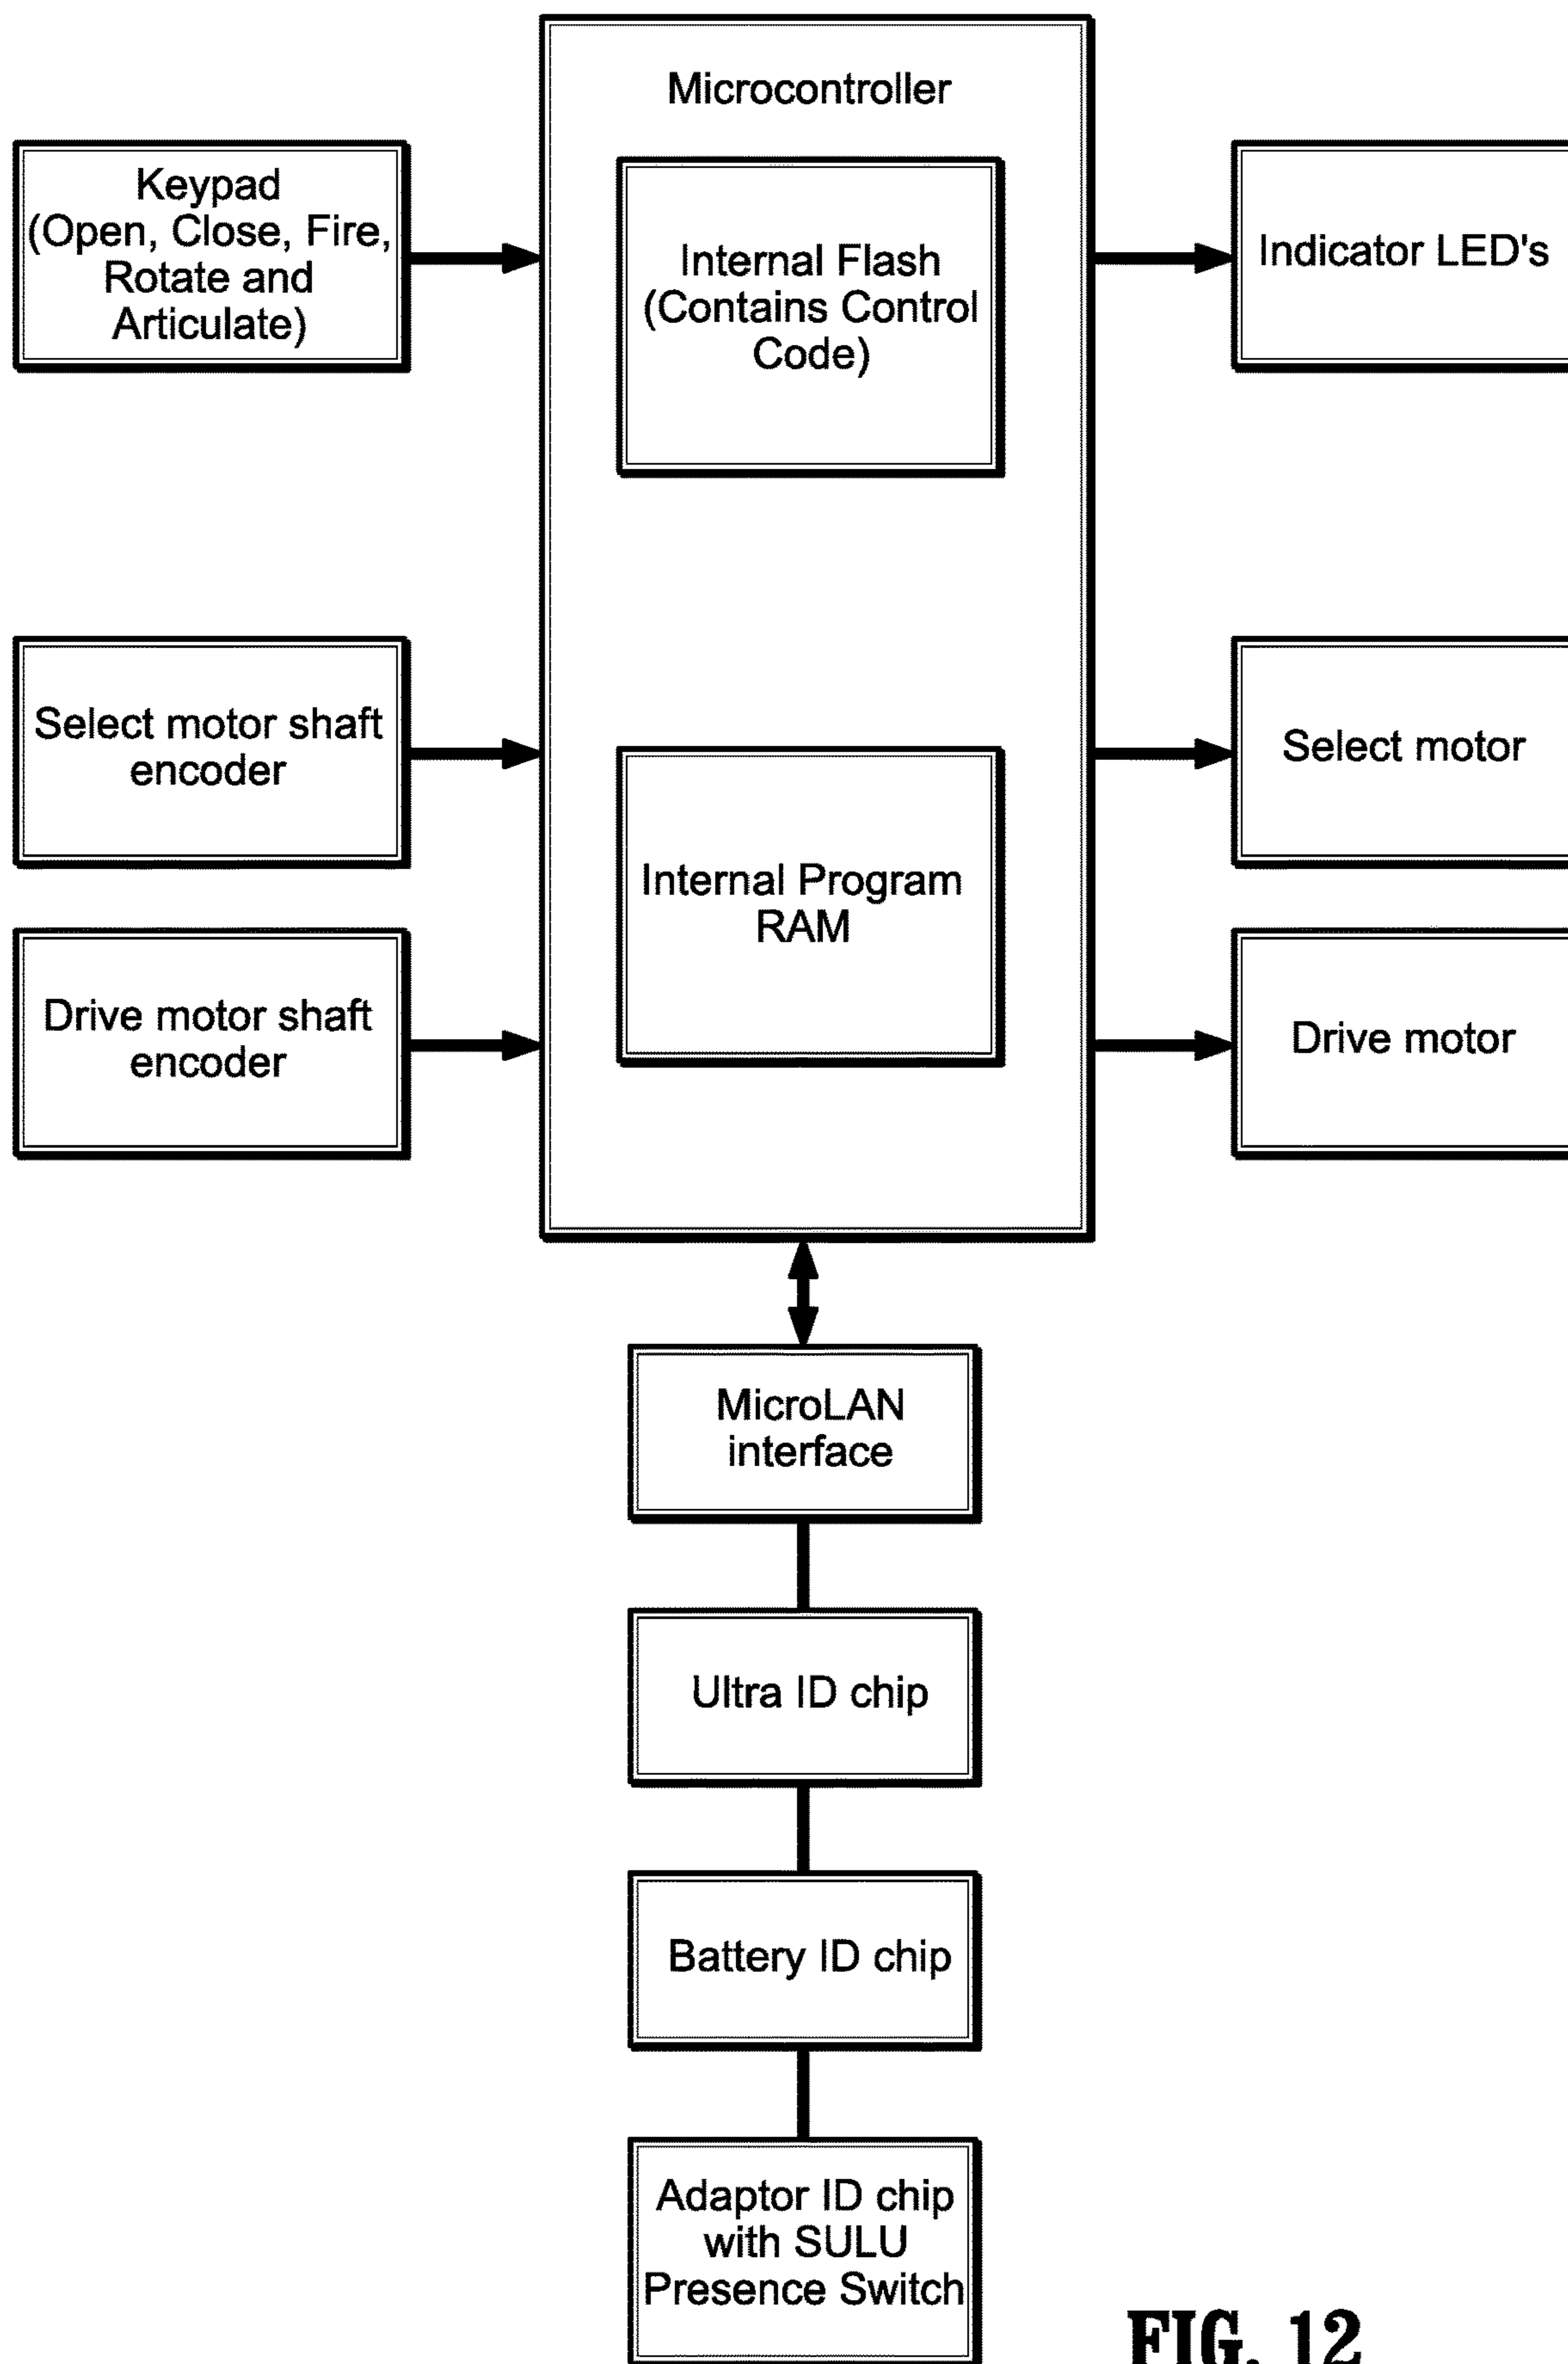 Microcontroller
Keypad
(Open, Close, Fire,
Rotate and
Articulate)
Internal Flash
(Contains Control
Code)
Indicator LED's
Select motor shaft
encoder
Select motor
Internal Program
RAM
Drive motor shaft
encoder
Drive motor
MicroLAN
interface
Ultra ID chip
Battery ID chip
Adaptor ID chip
with SULU
Presence Switch
FIG. 12